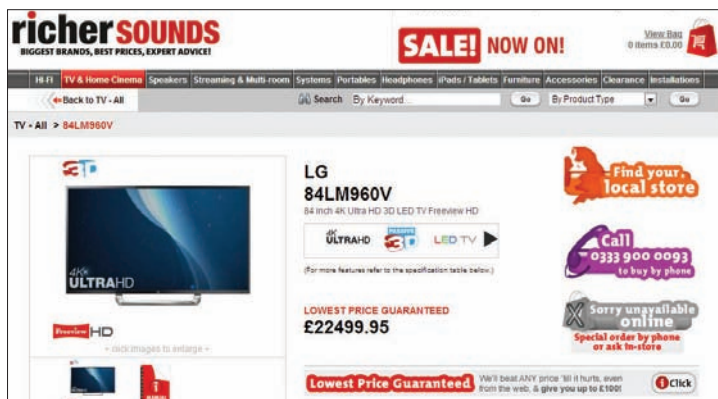 richer SOUNDS
BIGGEST BRANDS, BEST PRICES, EXPERT ADVICE!
SALE! NOW ON!
View Bag
0 items £0.00
HI-FI TV & Home Cinema Speakers Streaming & Multi-room Systems Portables Headphones iPads / Tablets Furniture Accessories Clearance Installations
Back to TV - All
Search By Keyword... Go By Product Type Go
TV - All > 84LM960V
3D
4K
ULTRAHD
Freeview HD
- click images to enlarge -
LG
84LM960V
84 inch 4K Ultra HD 3D LED TV Freeview HD
4K ULTRAHD PASSIVE 3D LED TV
(For more features refer to the specification table below.)
LOWEST PRICE GUARANTEED
£22499.95
Find your local store
Call
0333 900 0093
to buy by phone
X Sorry unavailable online
Special order by phone
or ask in-store
Lowest Price Guaranteed We'll beat ANY price 'til it hurts, even
from the web, & give you up to £100!
i Click